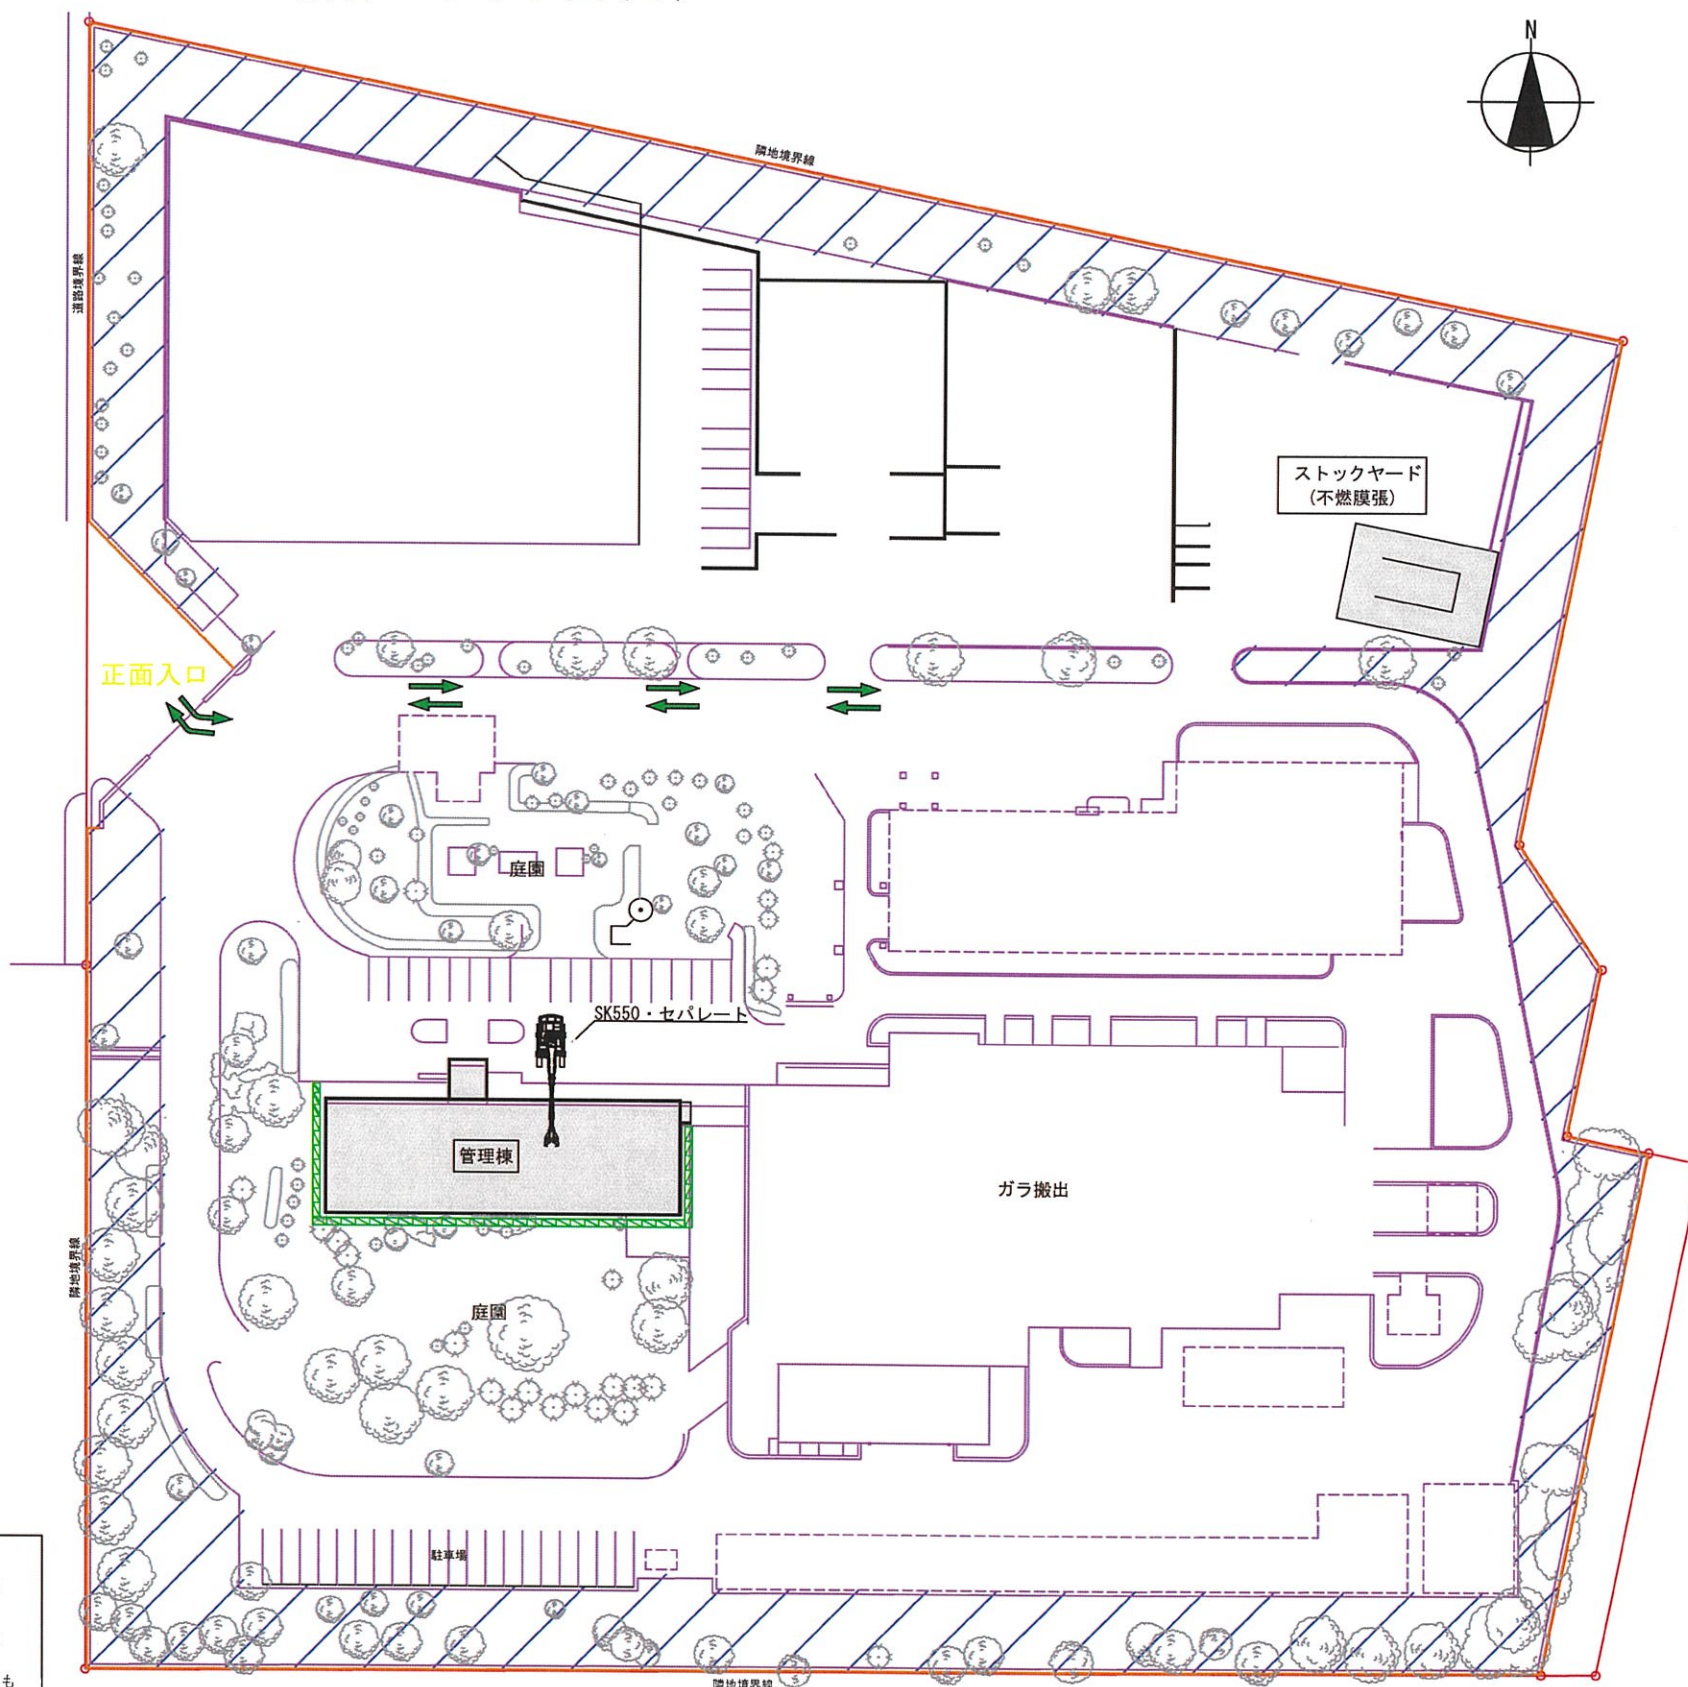 N
隣地境界線
道路境界線
ストックヤード
(不燃膜張)
正面入口
庭園
SK550・セパレート
管理棟
ガラ搬出
隣地境界線
庭園
駐車場
も
隣地境界線